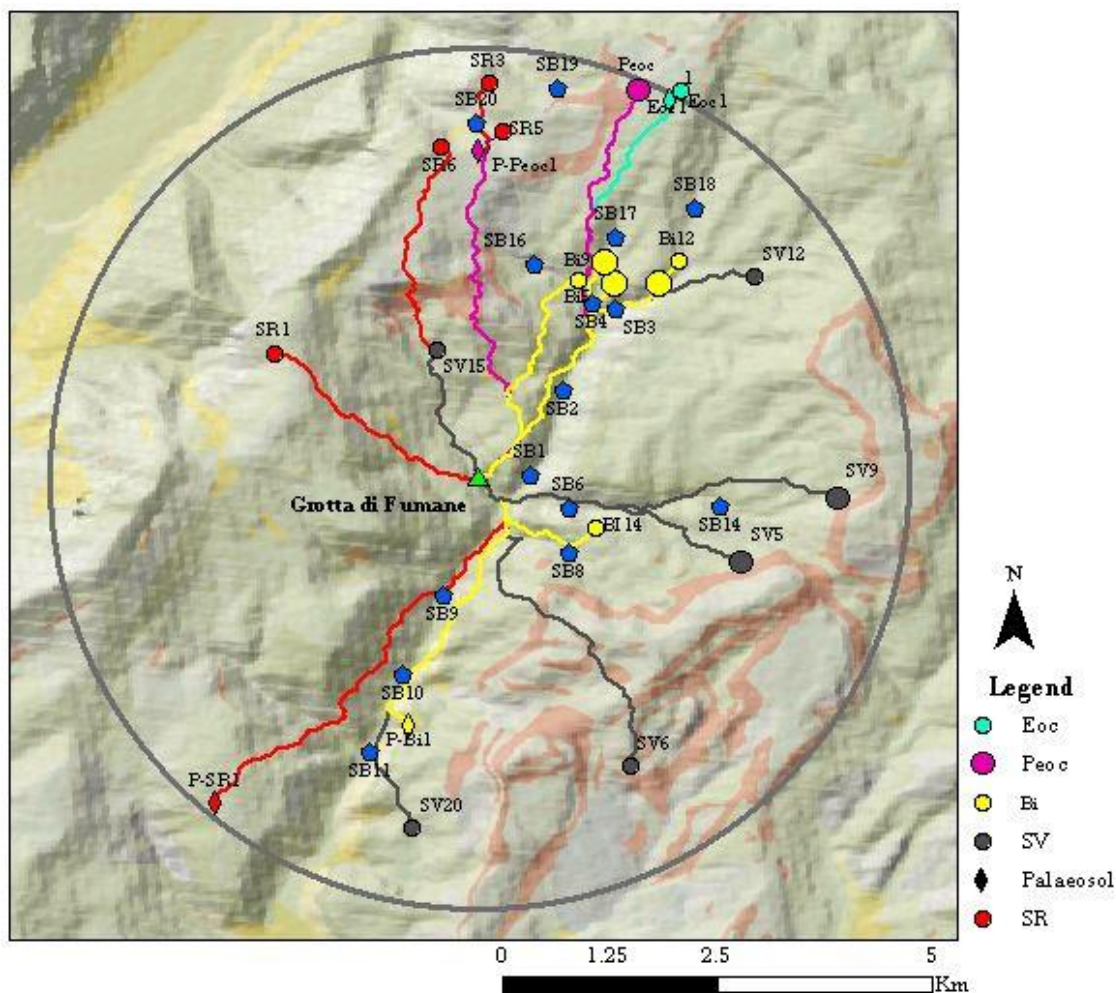 SR3
SB19
Peoc
1
SB20
Eoc1
SR5
SR6
P-Peoc1
SB18
SB17
SB16
Bi9
Bi12
SV12
Bi5
SB4
SB3
SR1
SV15
SB2
SB1
SB6
SV9
Grotta di Fumane
BI14
SB14
SV5
SB8
SB9
N
SB10
Legend
Eoc
P-Bi1
SV6
Peoc
SB11
P-SR1
Bi
SV20
SV
Palaeosol
SR
0 1.25 2.5 5
Km